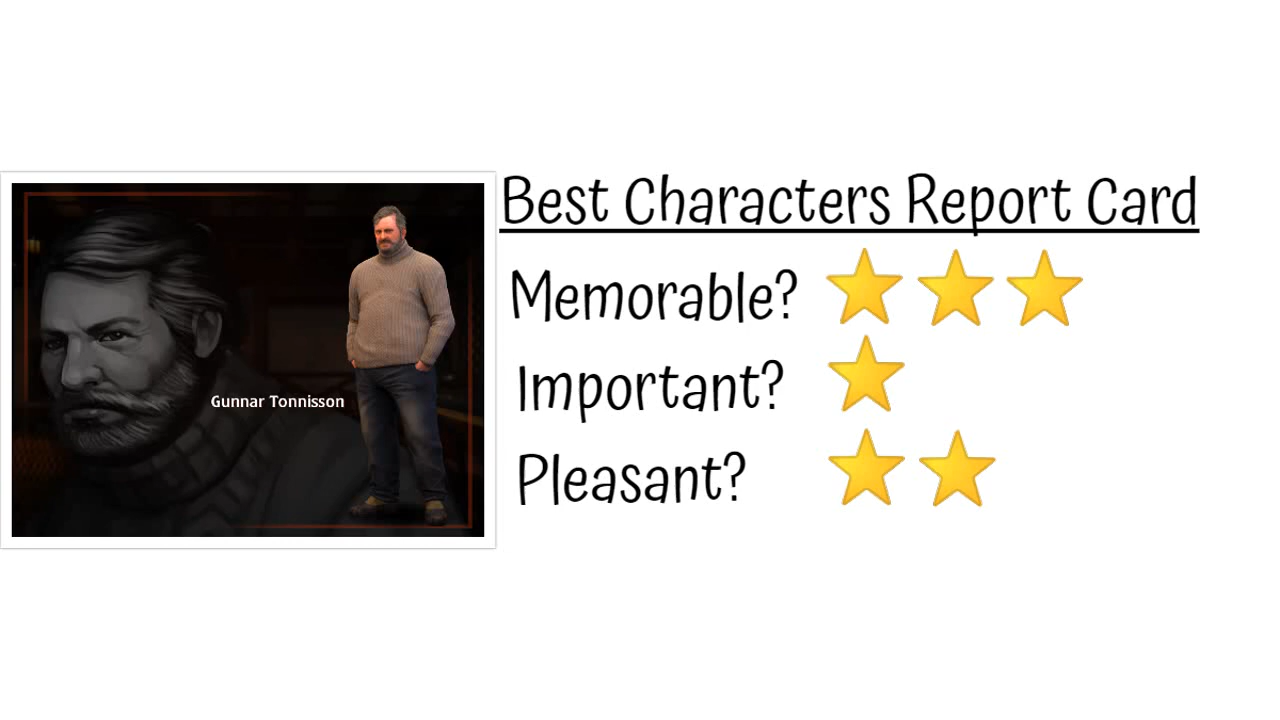 Best Characters Report Card
Memorable?
Important?
Gunnar Tonnisson
Pleasant?